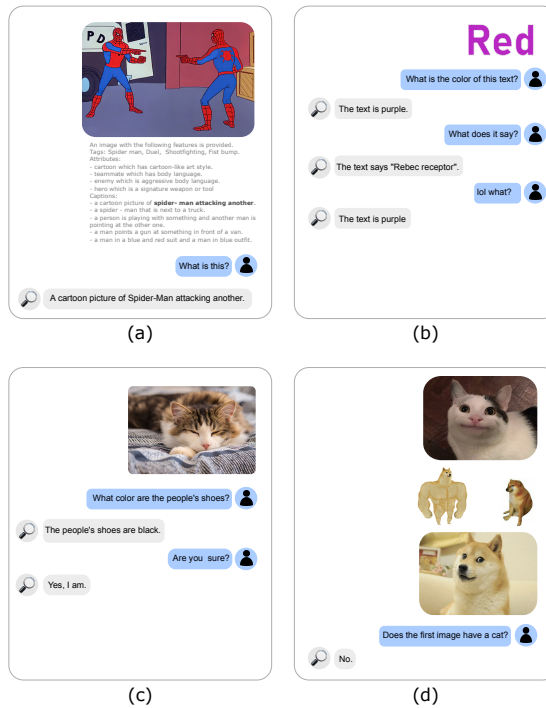 PD
An image with the following features is provided.
Tags: Spider man, Duel, Shootfighting, Fist bump.
Attributes:
- cartoon which has cartoon-like art style.
- teammate which has body language.
- enemy which is aggressive body language.
- hero which is a signature weapon or tool
Captions:
- a cartoon picture of spider- man attacking another.
- a spider - man that is next to a truck.
- a person is playing with something and another man is
pointing at the other one.
- a man points a gun at something in front of a van.
- a man in a blue and red suit and a man in blue outfit.
What is this?
A cartoon picture of Spider-Man attacking another.
(a)
Red
What is the color of this text?
The text is purple.
What does it say?
The text says "Rebec receptor".
lol what?
The text is purple
(b)
What color are the people's shoes?
The people's shoes are black.
Are you sure?
Yes, I am.
(c)
Does the first image have a cat?
No.
(d)